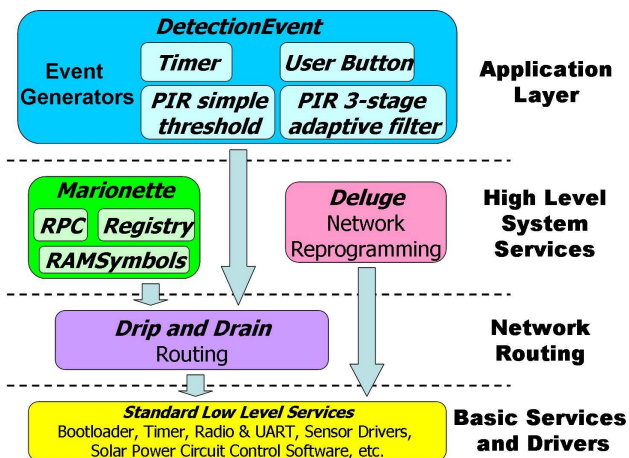 DetectionEvent
Event
Generators
Timer
User Button
PIR simple
threshold
PIR 3-stage
adaptive filter
Application
Layer
Marionette
RPC
Registry
RAMSymbols
Deluge
Network
Reprogramming
High Level
System
Services
Drip and Drain
Routing
Network
Routing
Standard Low Level Services
Bootloader, Timer, Radio & UART, Sensor Drivers,
Solar Power Circuit Control Software, etc.
Basic Services
and Drivers